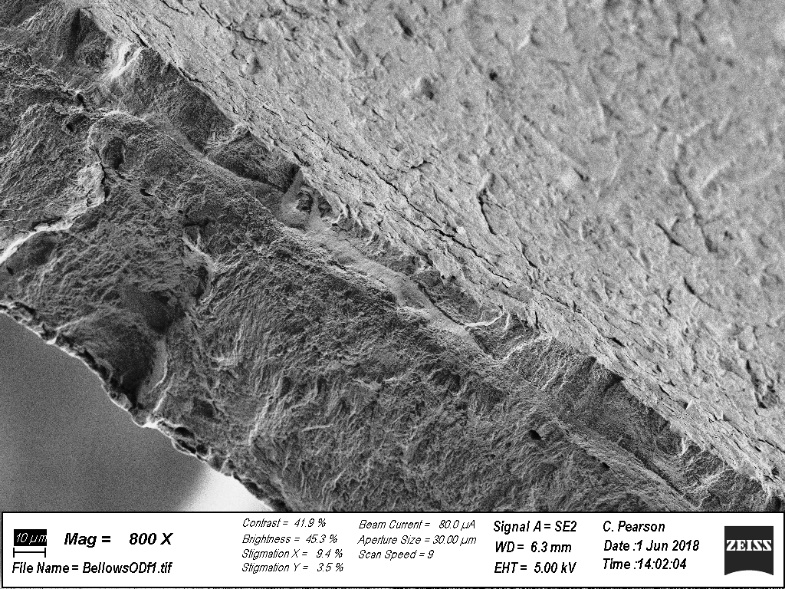 10 µm
Mag = 800 X
File Name = BellowsODf1.tif
Contrast = 41.9 %
Brightness = 45.3 %
Stigmation X = 9.4 %
Stigmation Y = 3.5 %
Beam Current = 80.0 µA
Aperture Size = 30.00 µm
Scan Speed = 9
Signal A = SE2
WD = 6.3 mm
EHT = 5.00 kV
C. Pearson
Date :1 Jun 2018
Time :14:02:04
ZEISS